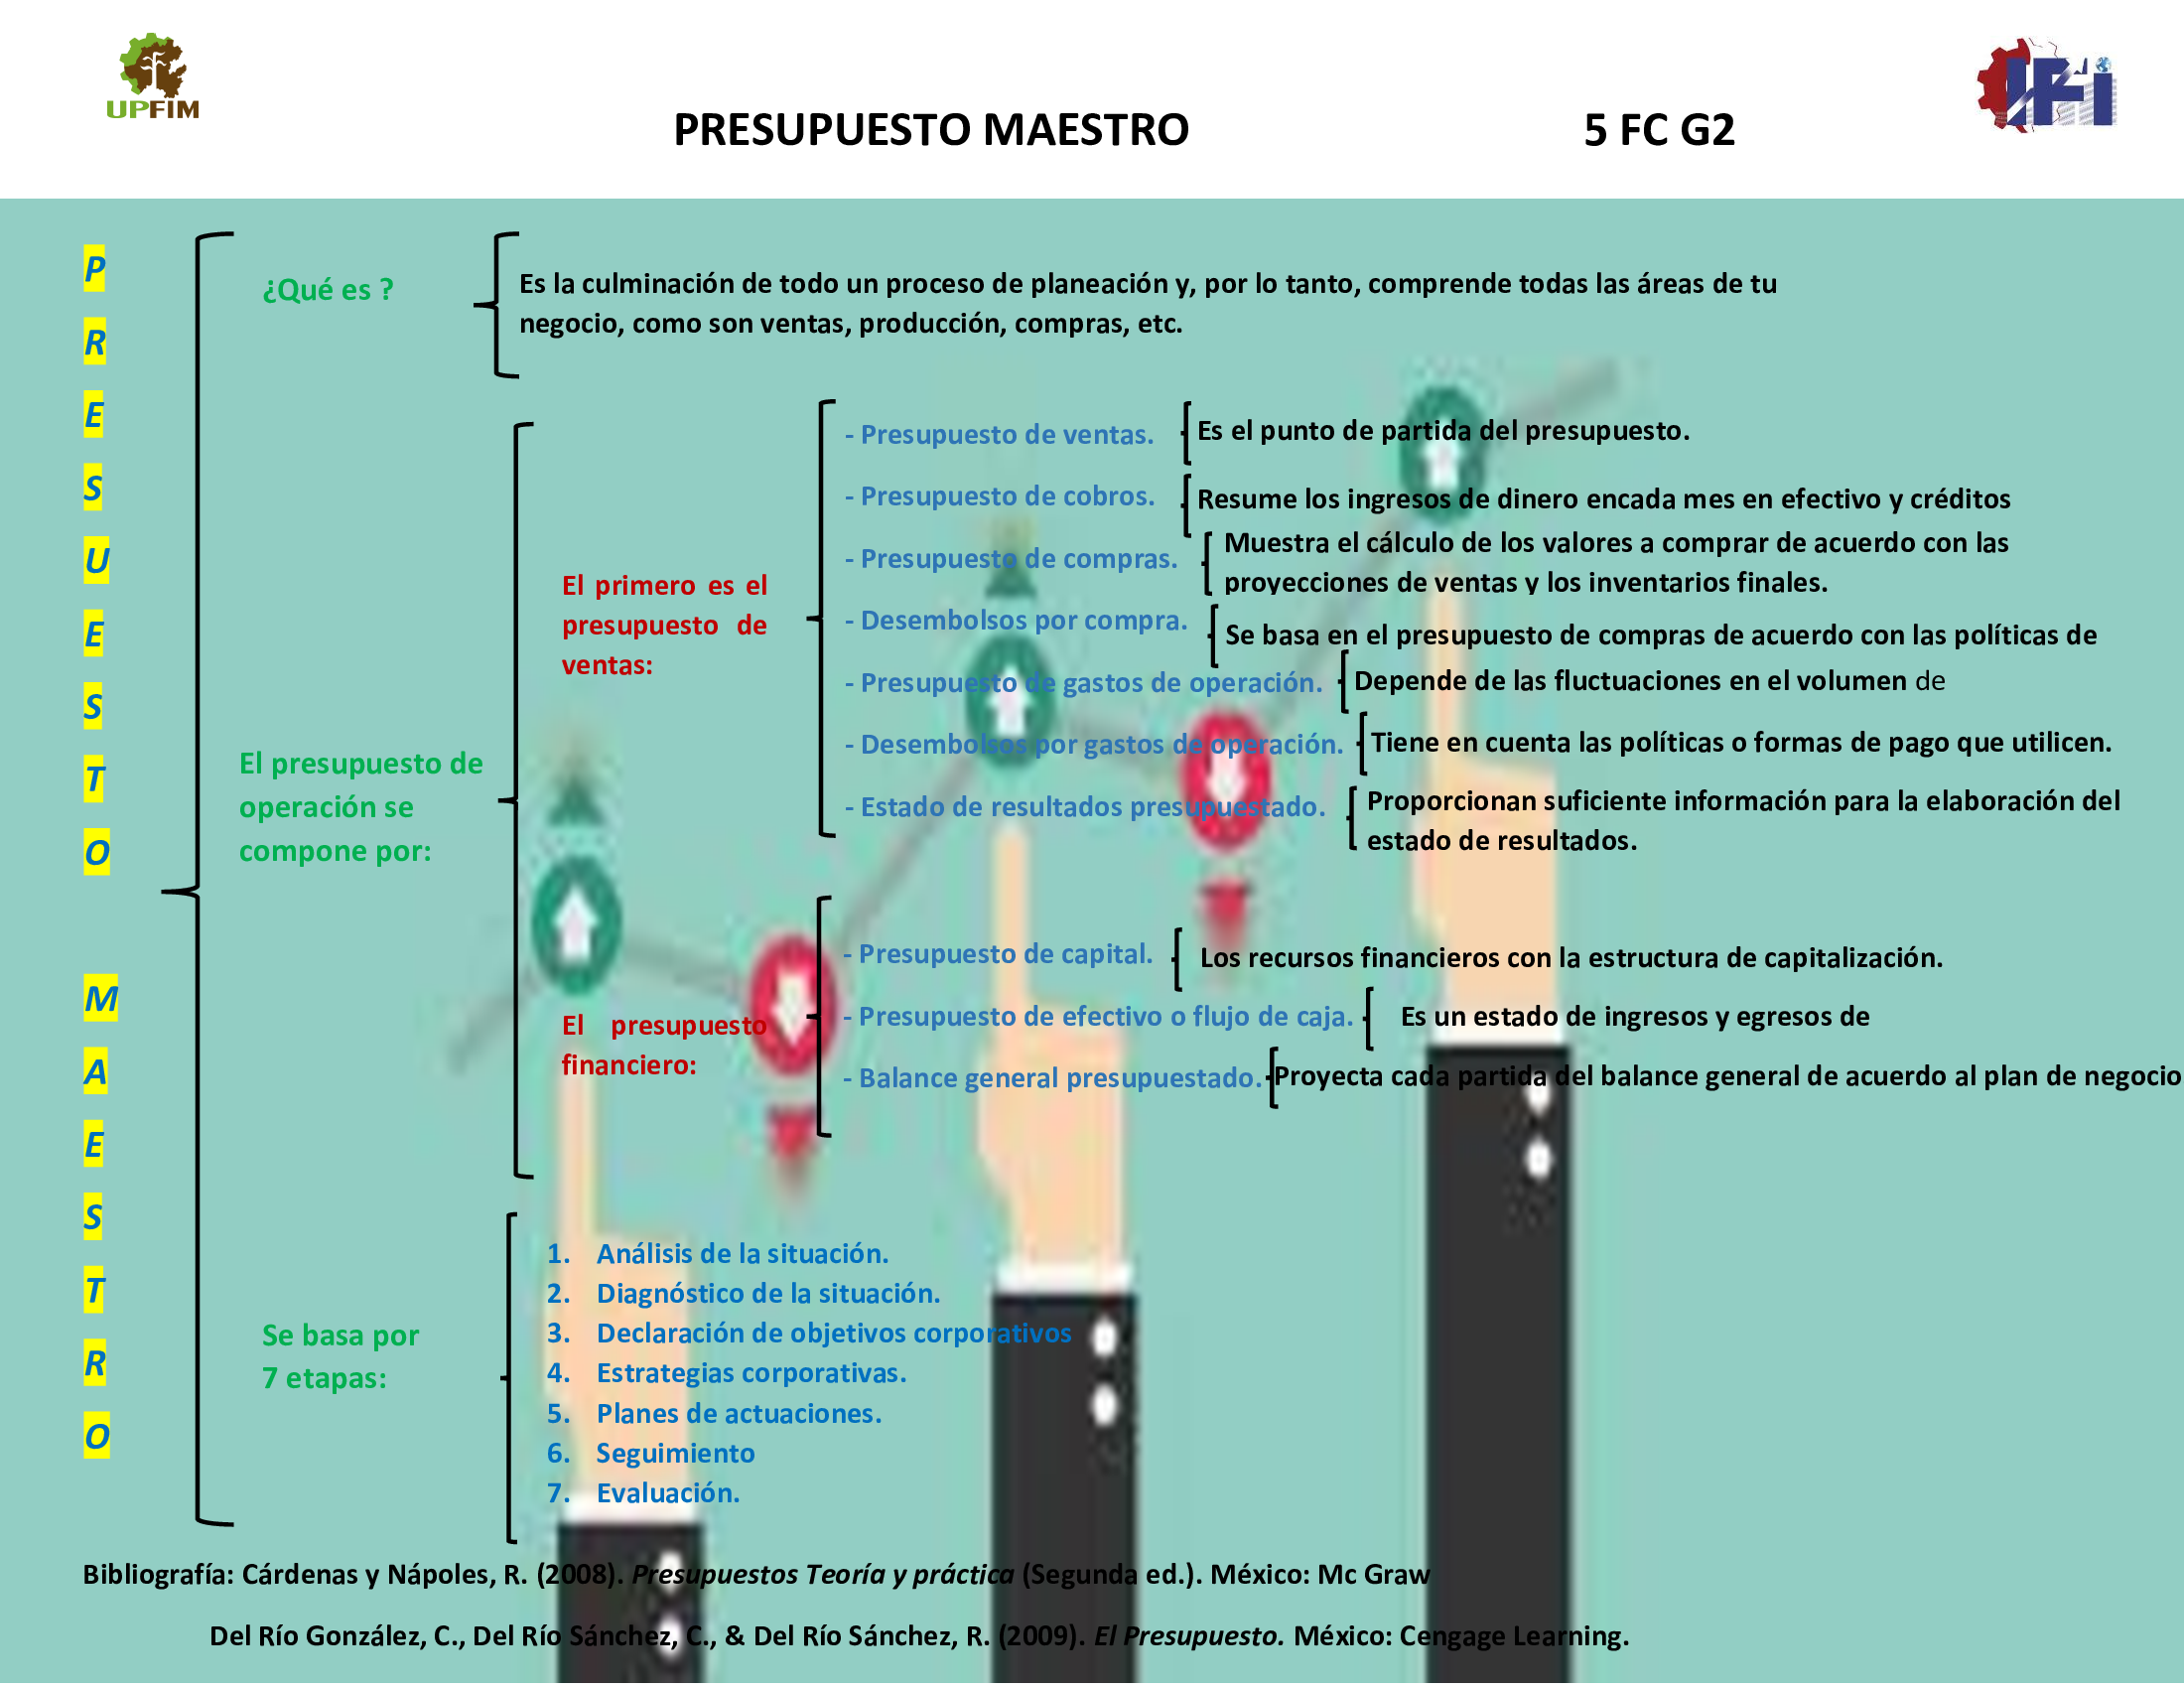 UPFIM
IFi
PRESUPUESTO MAESTRO
5 FC G2
P
R
E
S
U
E
S
T
O
M
A
E
S
T
R
O
¿Qué es ?
Es la culminación de todo un proceso de planeación y, por lo tanto, comprende todas las áreas de tu
negocio, como son ventas, producción, compras, etc.
El presupuesto de
operación se
compone por:
El primero es el
presupuesto de
ventas:
- Presupuesto de ventas.
Es el punto de partida del presupuesto.
- Presupuesto de cobros.
Resume los ingresos de dinero encada mes en efectivo y créditos
- Presupuesto de compras.
Muestra el cálculo de los valores a comprar de acuerdo con las
proyecciones de ventas y los inventarios finales.
- Desembolsos por compra.
Se basa en el presupuesto de compras de acuerdo con las políticas de
- Presupuesto de gastos de operación.
Depende de las fluctuaciones en el volumen de
- Desembolsos por gastos de operación.
Tiene en cuenta las políticas o formas de pago que utilicen.
- Estado de resultados presupuestado.
Proporcionan suficiente información para la elaboración del
estado de resultados.
El presupuesto
financiero:
- Presupuesto de capital.
Los recursos financieros con la estructura de capitalización.
- Presupuesto de efectivo o flujo de caja.
Es un estado de ingresos y egresos de
- Balance general presupuestado.
Proyecta cada partida del balance general de acuerdo al plan de negocio
Se basa por
7 etapas:
1. Análisis de la situación.
2. Diagnóstico de la situación.
3. Declaración de objetivos corporativos
4. Estrategias corporativas.
5. Planes de actuaciones.
6. Seguimiento
7. Evaluación.
Bibliografía: Cárdenas y Nápoles, R. (2008). Presupuestos Teoría y práctica (Segunda ed.). México: Mc Graw
Del Río González, C., Del Río Sánchez, C., & Del Río Sánchez, R. (2009). El Presupuesto. México: Cengage Learning.